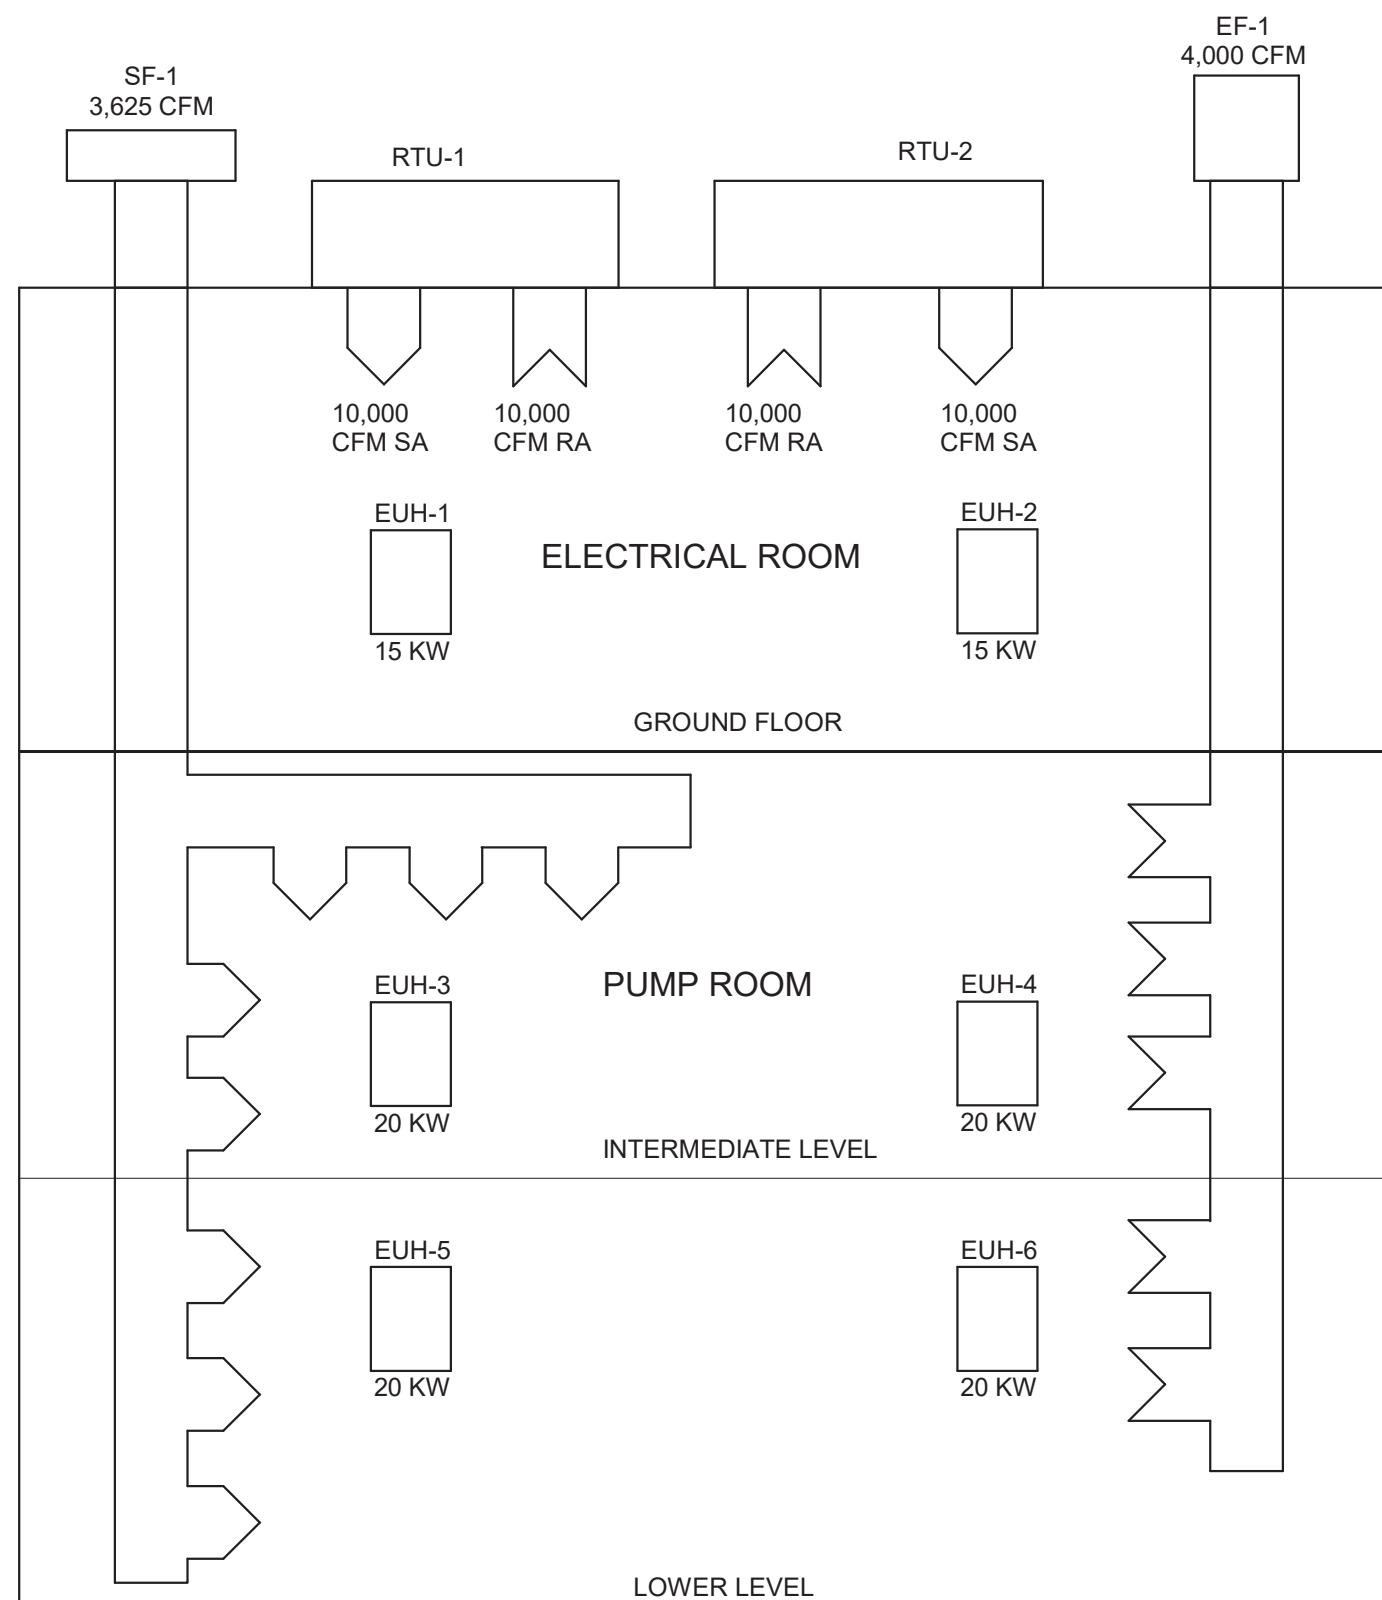 EF-1
4,000 CFM
SF-1
3,625 CFM
RTU-1
RTU-2
10,000
CFM SA
10,000
CFM RA
10,000
CFM RA
10,000
CFM SA
EUH-1
EUH-2
ELECTRICAL ROOM
15 KW
15 KW
GROUND FLOOR
PUMP ROOM
EUH-3
EUH-4
20 KW
20 KW
INTERMEDIATE LEVEL
EUH-5
EUH-6
20 KW
20 KW
LOWER LEVEL